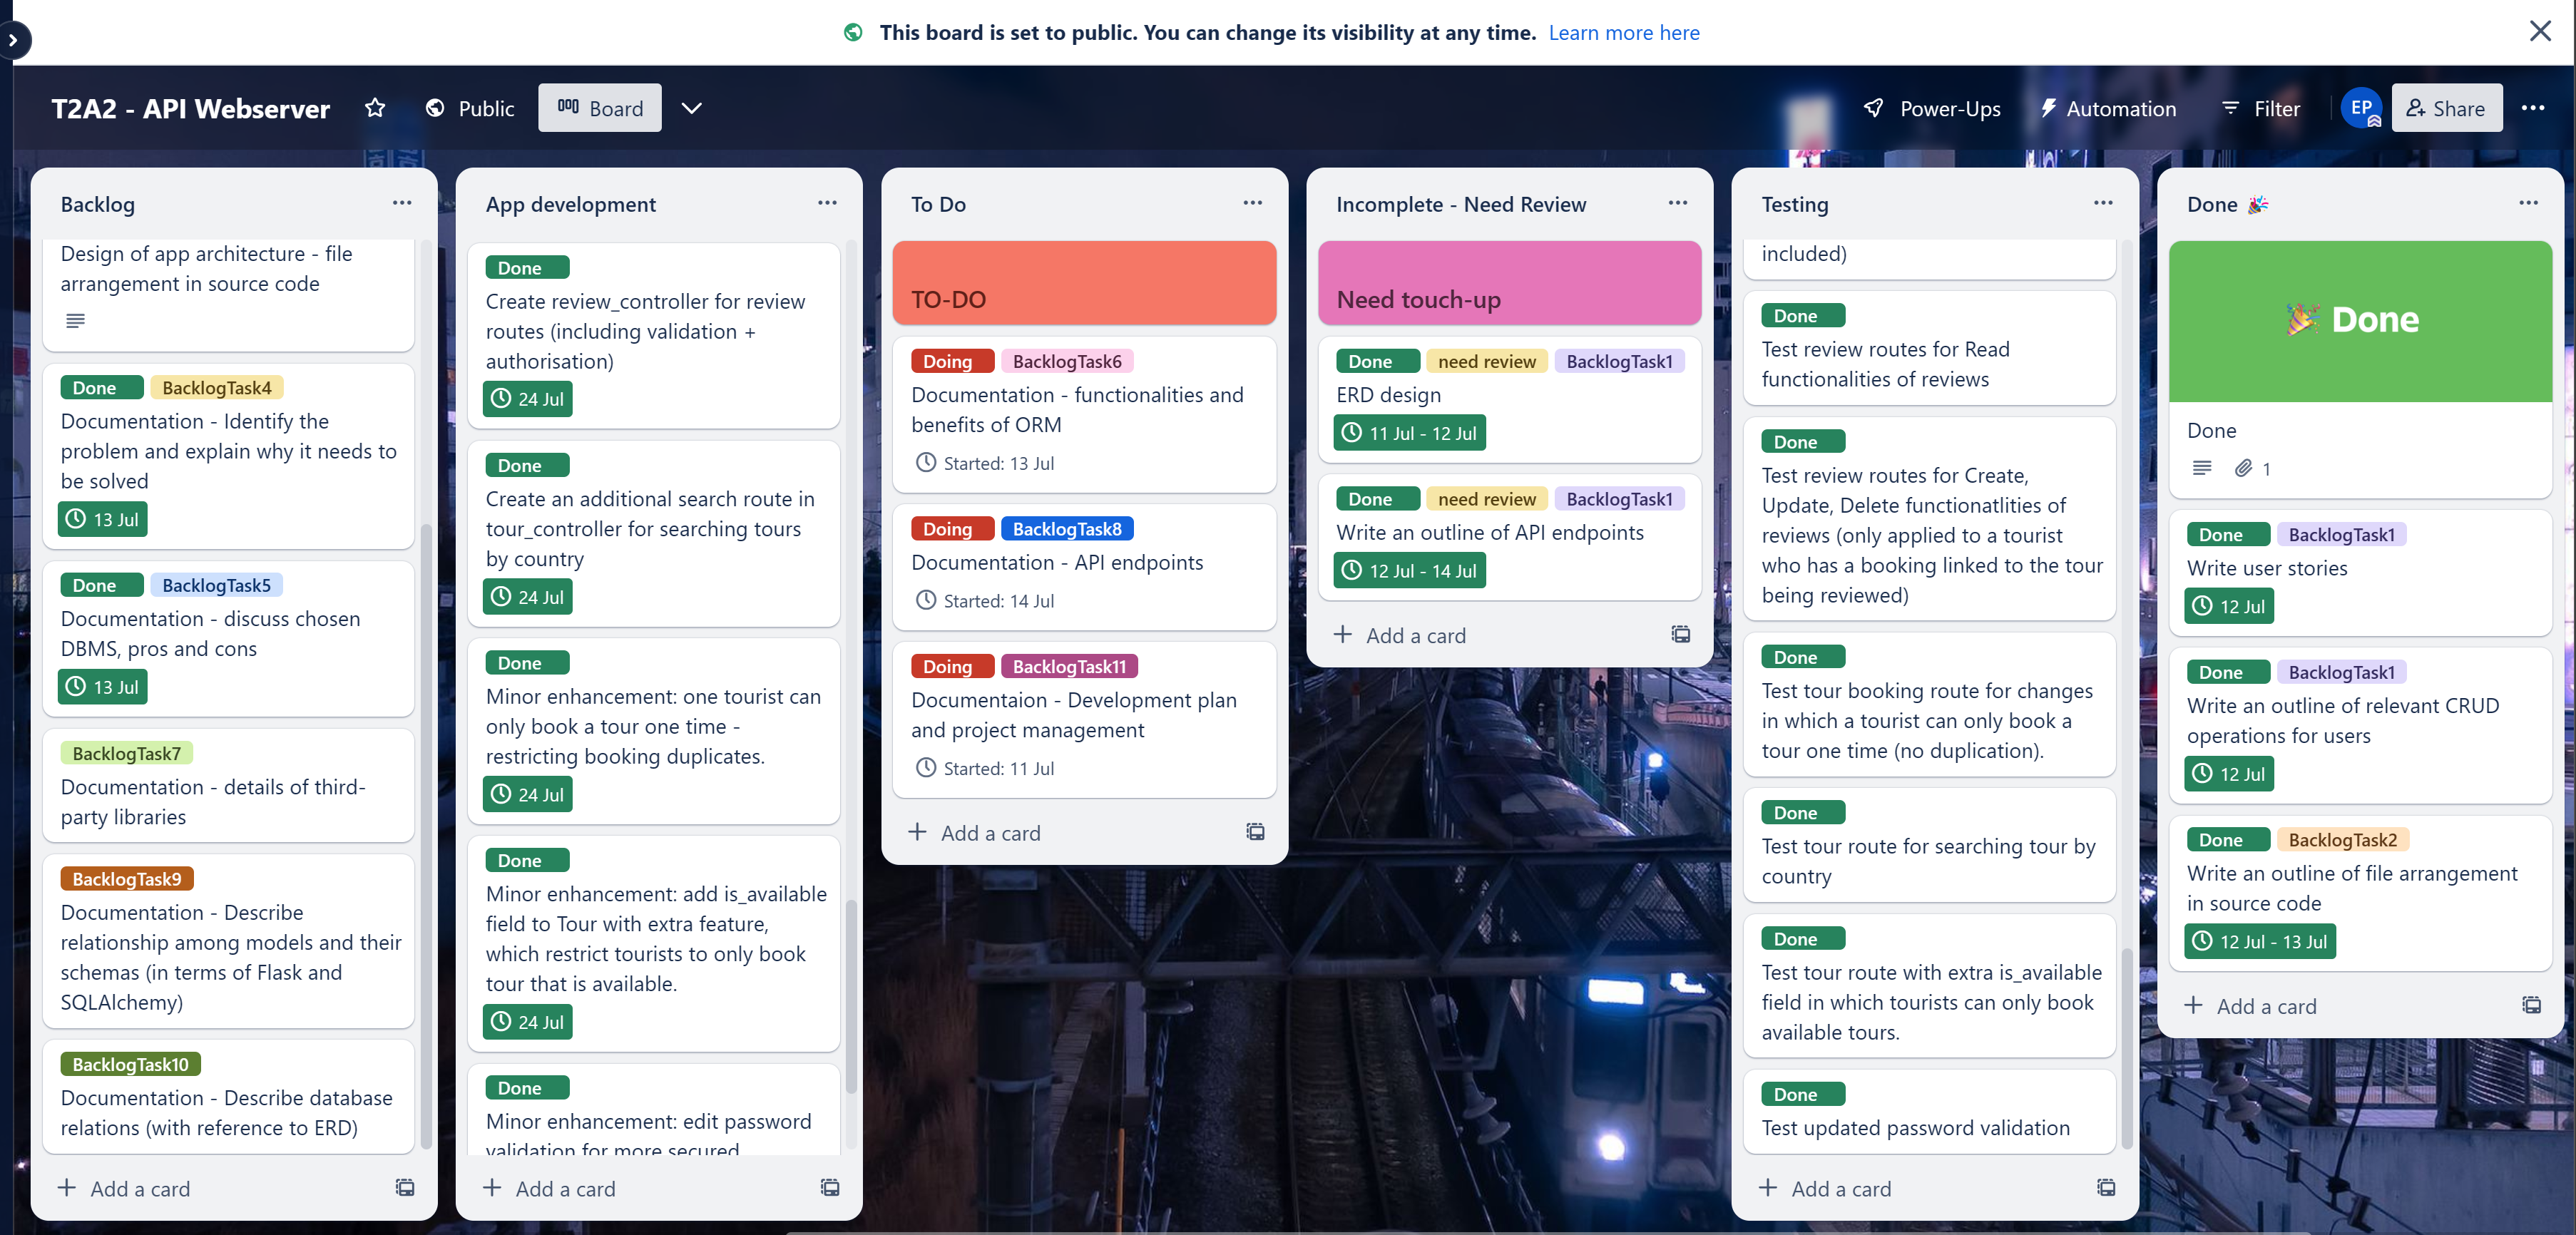 This board is set to public. You can change its visibility at any time. Learn more here
T2A2 - API Webserver
Public
Board
Power-Ups
Automation
Filter
EP
Share
Backlog
Design of app architecture - file
arrangement in source code
Done BacklogTask4
Documentation - Identify the
problem and explain why it needs to
be solved
13 Jul
Done BacklogTask5
Documentation - discuss chosen
DBMS, pros and cons
13 Jul
BacklogTask7
Documentation - details of third-
party libraries
BacklogTask9
Documentation - Describe
relationship among models and their
schemas (in terms of Flask and
SQLAlchemy)
BacklogTask10
Documentation - Describe database
relations (with reference to ERD)
+ Add a card
App development
Done
Create review_controller for review
routes (including validation +
authorisation)
24 Jul
Done
Create an additional search route in
tour_controller for searching tours
by country
24 Jul
Done
Minor enhancement: one tourist can
only book a tour one time -
restricting booking duplicates.
24 Jul
Done
Minor enhancement: add is_available
field to Tour with extra feature,
which restrict tourists to only book
tour that is available.
24 Jul
Done
Minor enhancement: edit password
validation for more secured
+ Add a card
To Do
TO-DO
Doing BacklogTask6
Documentation - functionalities and
benefits of ORM
Started: 13 Jul
Doing BacklogTask8
Documentation - API endpoints
Started: 14 Jul
Doing BacklogTask11
Documentaion - Development plan
and project management
Started: 11 Jul
+ Add a card
Incomplete - Need Review
Need touch-up
Done need review BacklogTask1
ERD design
11 Jul - 12 Jul
Done need review BacklogTask1
Write an outline of API endpoints
12 Jul - 14 Jul
+ Add a card
Testing
included)
Done
Test review routes for Read
functionalities of reviews
Done
Test review routes for Create,
Update, Delete functionatlities of
reviews (only applied to a tourist
who has a booking linked to the tour
being reviewed)
Done
Test tour booking route for changes
in which a tourist can only book a
tour one time (no duplication).
Done
Test tour route for searching tour by
country
Done
Test tour route with extra is_available
field in which tourists can only book
available tours.
Done
Test updated password validation
+ Add a card
Done 🎉
🎉 Done
Done
1
Done BacklogTask1
Write user stories
12 Jul
Done BacklogTask1
Write an outline of relevant CRUD
operations for users
12 Jul
Done BacklogTask2
Write an outline of file arrangement
in source code
12 Jul - 13 Jul
+ Add a card